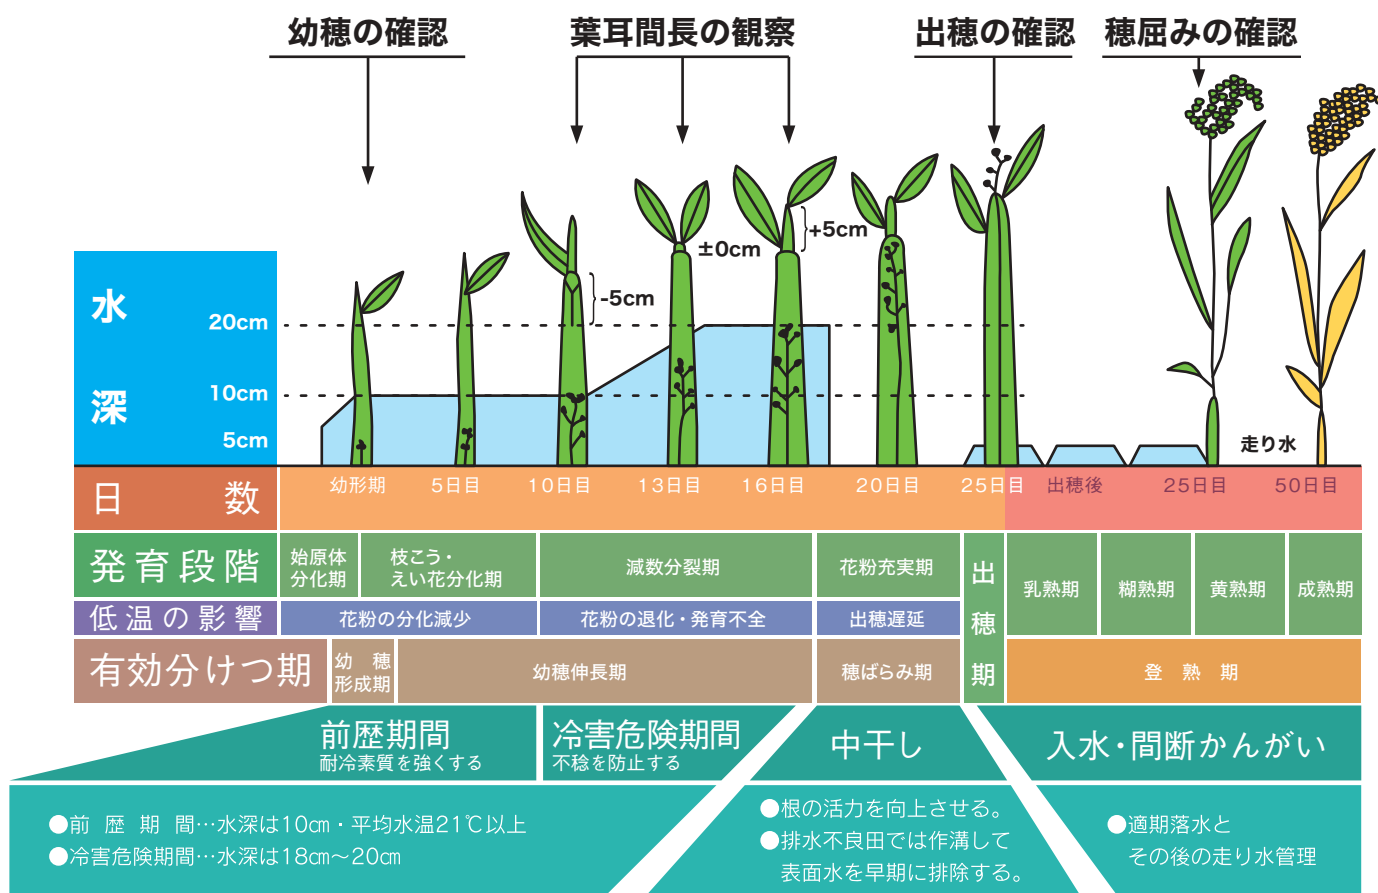 幼穂の確認
葉耳間長の観察
出穂の確認
穂屈みの確認
+5cm
±0cm
-5cm
水深
20cm
10cm
5cm
走り水
日数
幼形期 5日目 10日目 13日目 16日目 20日目 25日目 出穂後 25日目 50日目
発育段階
始原体
分化期
枝こう・
えい花分化期
減数分裂期
花粉充実期
出穂期
乳熟期
糊熟期
黄熟期
成熟期
低温の影響
花粉の分化減少
花粉の退化・発育不全
出穂遅延
有効分けつ期
幼穂
形成期
幼穂伸長期
穂ばらみ期
登熟期
前歴期間
耐冷素質を強くする
冷害危険期間
不稔を防止する
中干し
入水・間断かんがい
●前歴期間…水深は10㎝・平均水温21℃以上
●冷害危険期間…水深は18㎝~20㎝
●根の活力を向上させる。
●排水不良田では作溝して
表面水を早期に排除する。
●適期落水と
その後の走り水管理